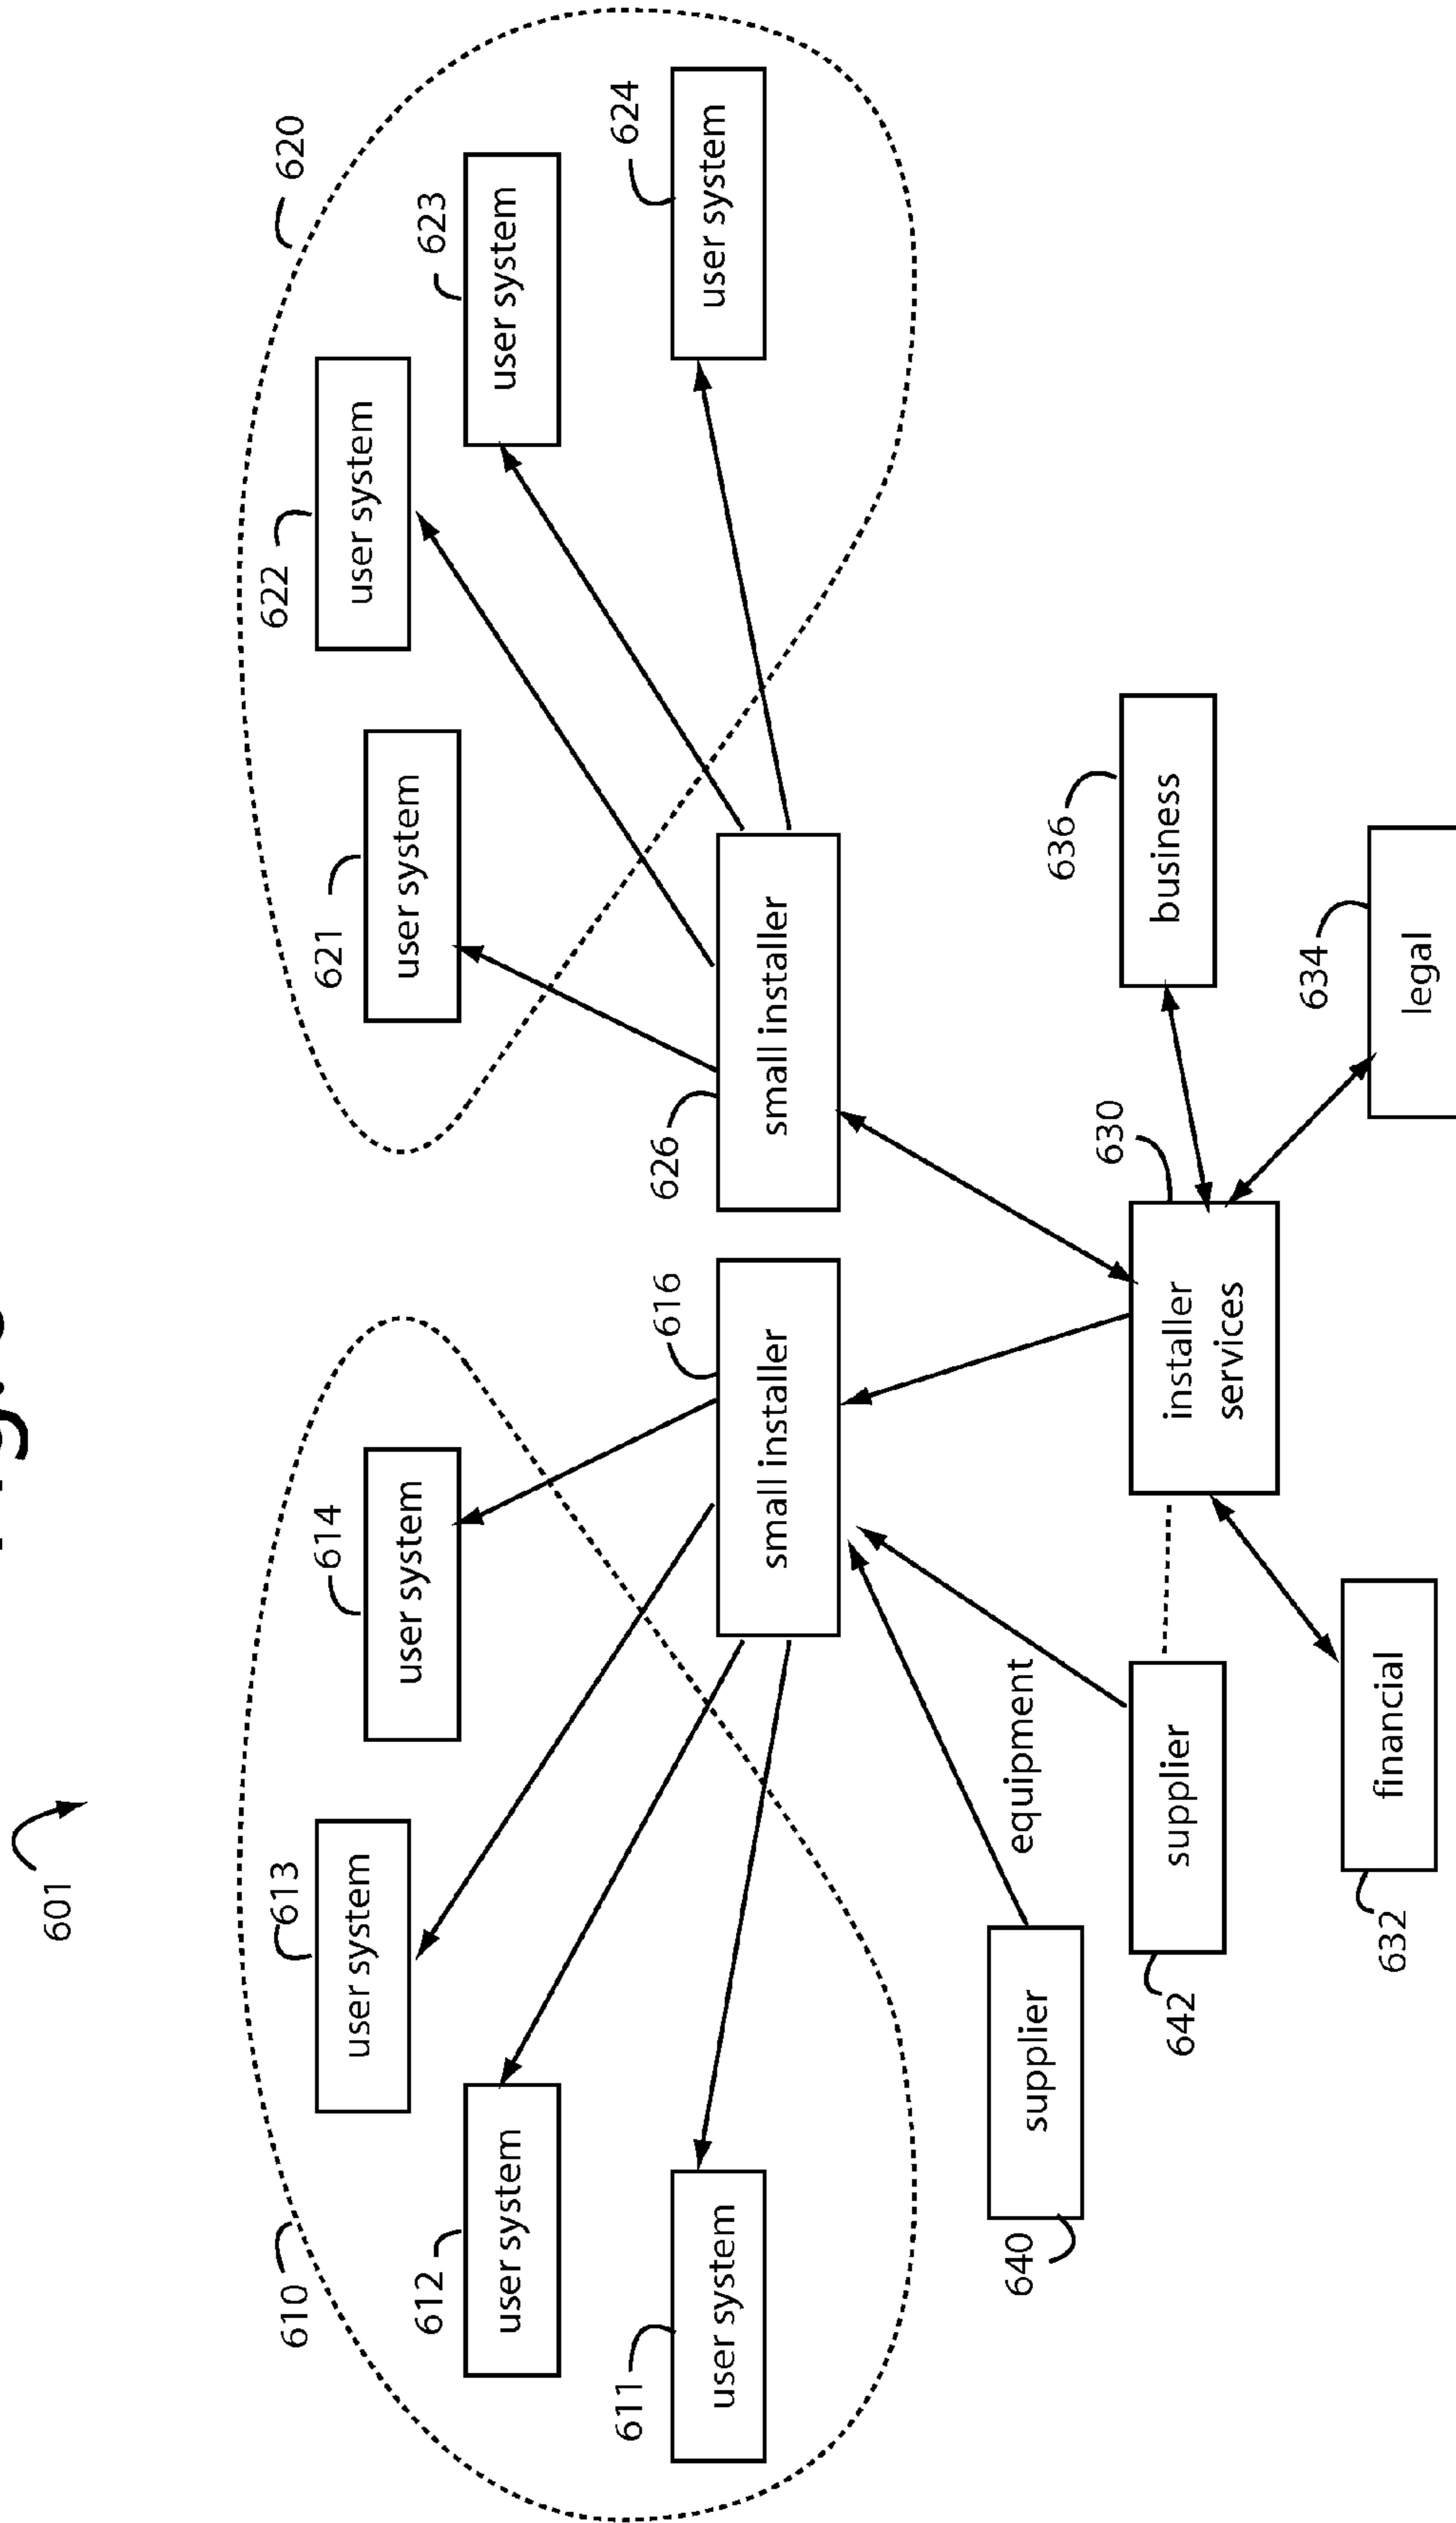 601
610
620
613
user system
622
user system
614
user system
621
user system
612
user system
623
user system
611
user system
624
user system
616
small installer
626
small installer
640
supplier
equipment
642
supplier
630
installer
services
636
business
632
financial
634
legal